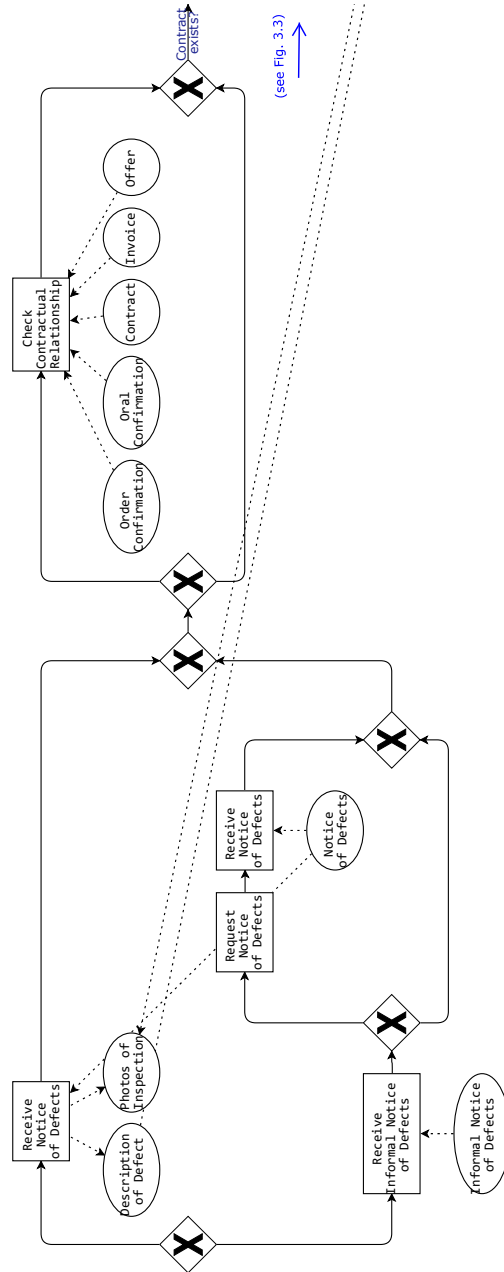 Receive
Notice
of Defects
Description
of Defect
Photos of
Inspection
Receive
Informal Notice
of Defects
Informal Notice
of Defects
X
X
Request
Notice
of Defects
Receive
Notice
of Defects
Notice
of Defects
X
X
X
Check
Contractual
Relationship
Order
Confirmation
Oral
Confirmation
Contract
Invoice
Offer
X
Contract
exists?
(see Fig. 3.3)